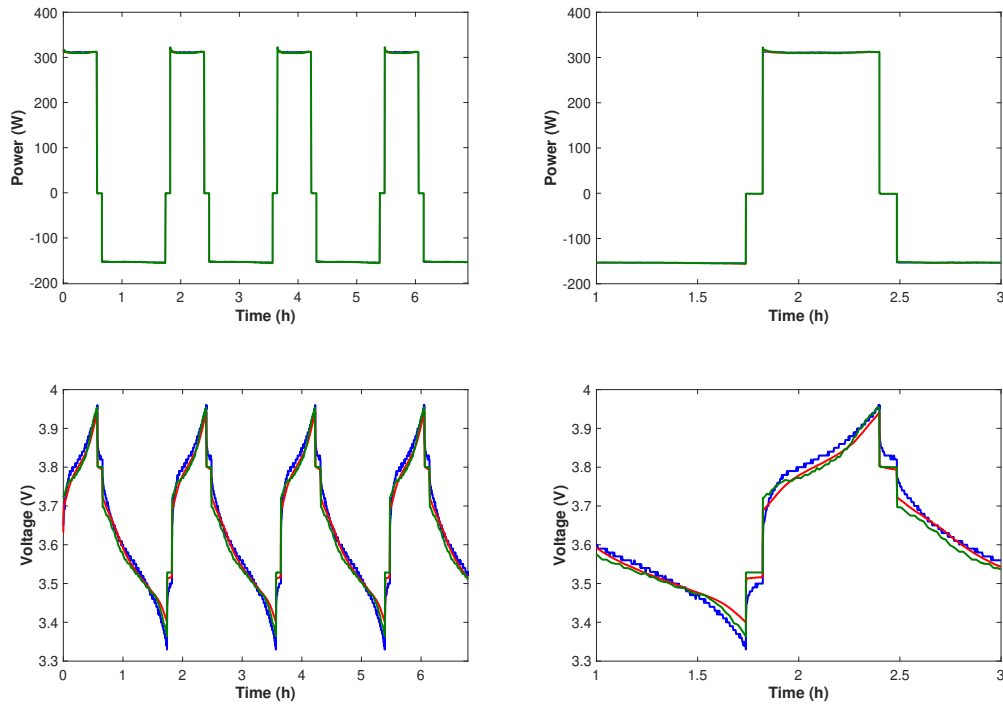 400
300
200
100
0
-100
-200
Power (W)
0 1 2 3 4 5 6
Time (h)
400
300
200
100
0
-100
-200
Power (W)
1 1.5 2 2.5 3
Time (h)
4
3.9
3.8
3.7
3.6
3.5
3.4
3.3
Voltage (V)
0 1 2 3 4 5 6
Time (h)
4
3.9
3.8
3.7
3.6
3.5
3.4
3.3
Voltage (V)
1 1.5 2 2.5 3
Time (h)